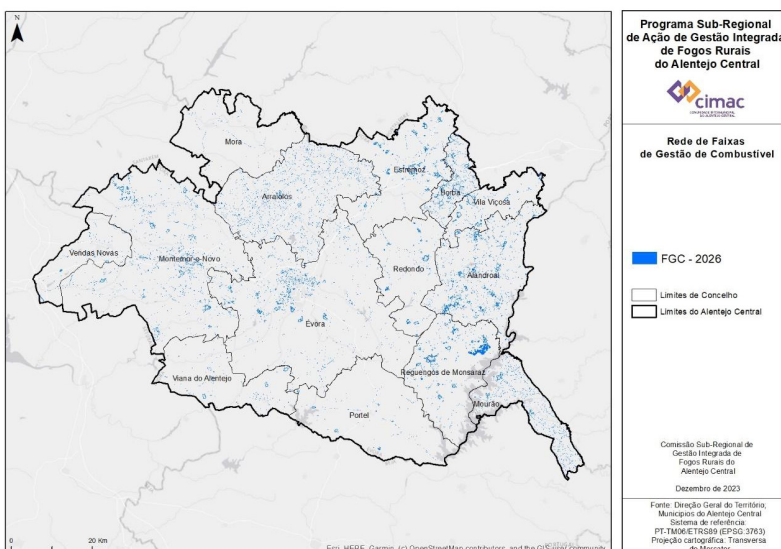 N
Mora
Estremoz
Arraiolos
Borba
Vila Viçosa
Vendas Novas
Montemor-o-Novo
Redondo
Alandroal
Évora
Viana do Alentejo
Reguengos de Monsaraz
Mourão
Portel
0 20 Km
Esri, HERE, Garmin, (c) OpenStreetMap contributors, and the GIS user community
Programa Sub-Regional
de Ação de Gestão Integrada
de Fogos Rurais
do Alentejo Central
cimac
Rede de Faixas
de Gestão de Combustível
FGC - 2026
Limites de Concelho
Limites do Alentejo Central
Comissão Sub-Regional de
Gestão Integrada de
Fogos Rurais do
Alentejo Central
Dezembro de 2023
Fonte: Direção Geral do Território;
Municípios do Alentejo Central
Sistema de referência:
PT-TM06/ETRS89 (EPSG:3763)
Projeção cartográfica: Transversa
de Mercator